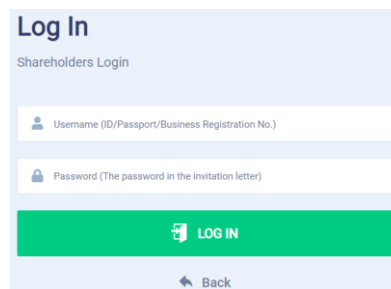 Log In
Shareholders Login
Username (ID/Passport/Business Registration No.)
Password (The password in the invitation letter)
LOG IN
Back